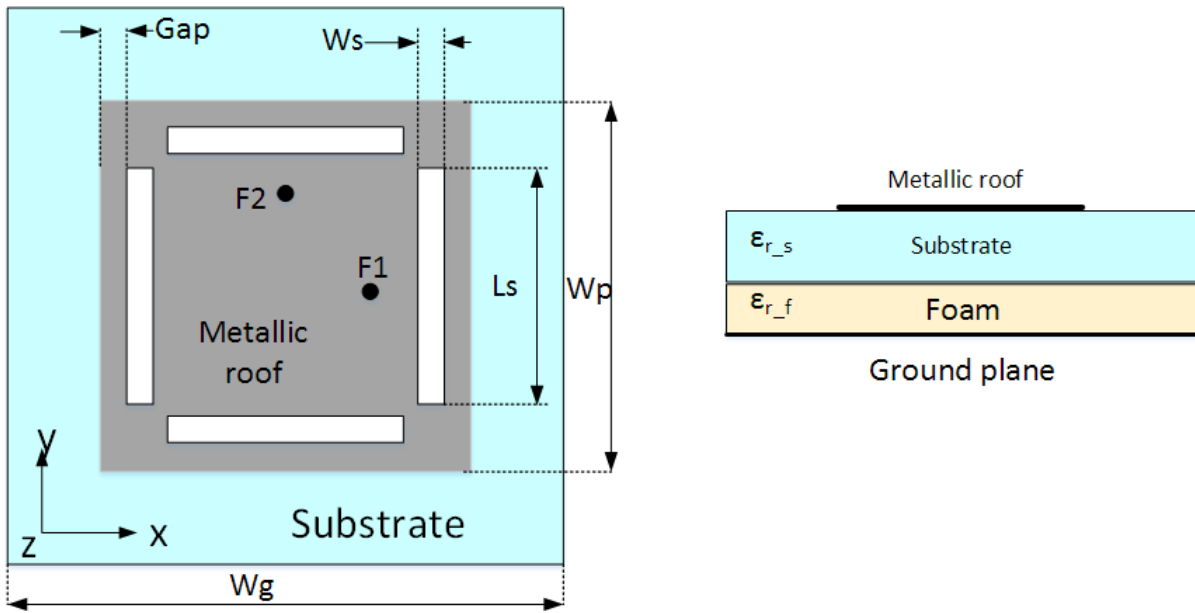 Gap
Ws
F2
F1
Ls
Wp
Metallic
roof
y
x
z
Substrate
Wg
Metallic roof
εr_s
Substrate
εr_f
Foam
Ground plane